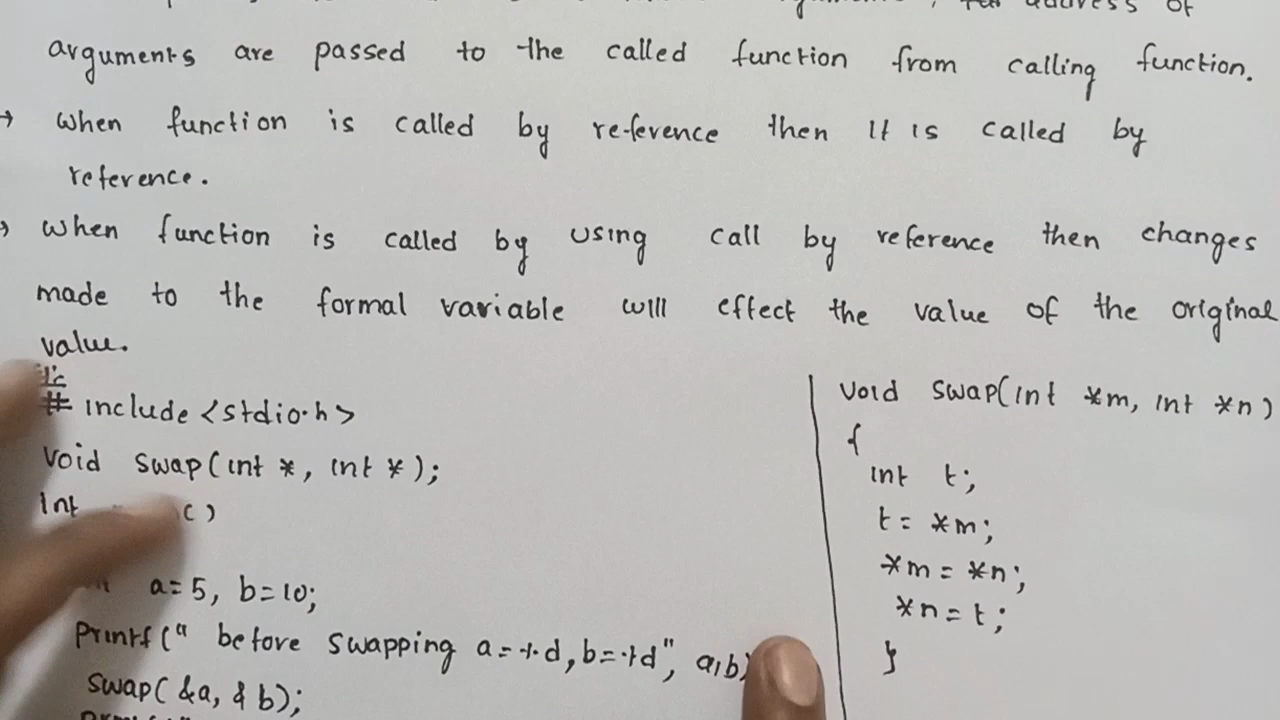 address of
arguments are passed to the called function from calling function.
→ when function is called by reference then it is called by
reference.
→ when function is called by using call by reference then changes
made to the formal variable will effect the value of the original
value.
# include <stdio.h>
void swap(int *, int *);
int ()
a=5, b=10;
printf(" before swapping a=%d,b=%d", a,b)
swap( &a, & b);
void swap(int *m, int *n)
{
int t;
t= *m;
*m = *n;
*n = t;
}